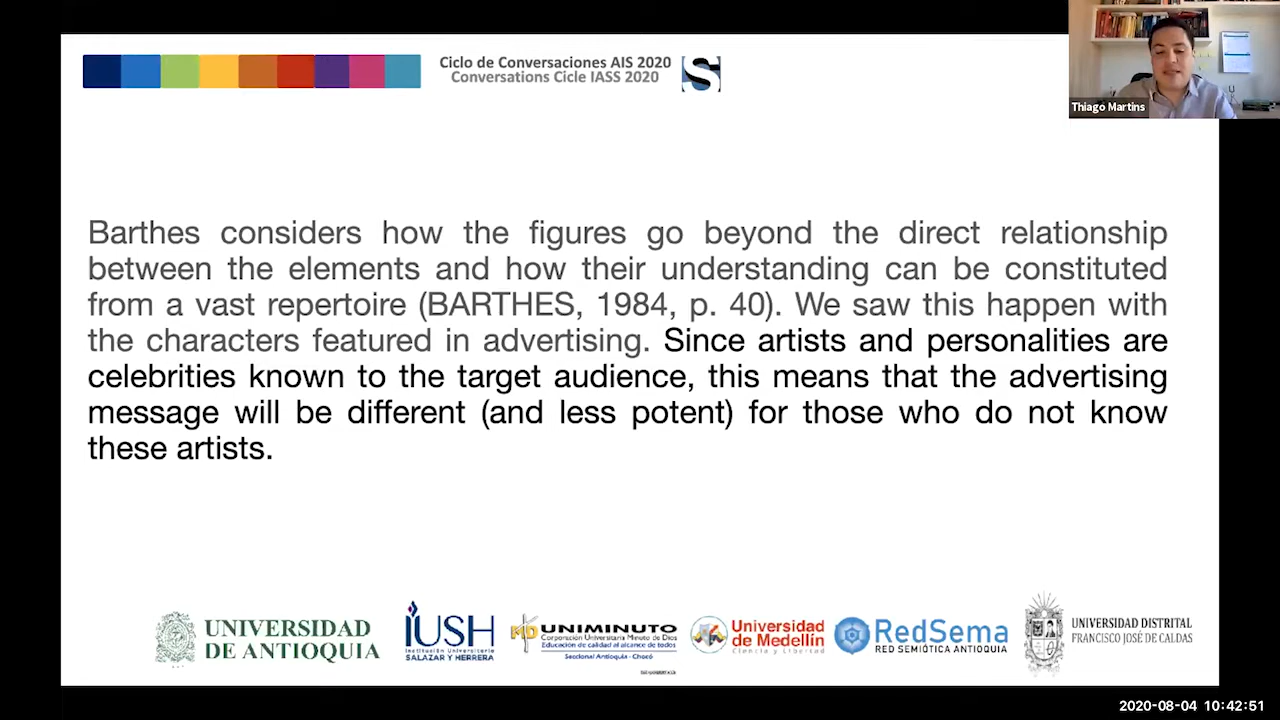 Ciclo de Conversaciones AIS 2020
Conversations Cicle IASS 2020
S
Thiago Martins
Barthes considers how the figures go beyond the direct relationship
between the elements and how their understanding can be constituted
from a vast repertoire (BARTHES, 1984, p. 40). We saw this happen with
the characters featured in advertising. Since artists and personalities are
celebrities known to the target audience, this means that the advertising
message will be different (and less potent) for those who do not know
these artists.
UNIVERSIDAD
DE ANTIOQUIA
IUSH
Institución Universitaria
SALAZAR Y HERRERA
MD UNIMINUTO
Corporación Universitaria Minuto de Dios
Educación de calidad al alcance de todos
Seccional Antioquia - Chocó
Universidad
de Medellín
Ciencia y Libertad
RedSema
RED SEMIÓTICA ANTIOQUIA
UNIVERSIDAD DISTRITAL
FRANCISCO JOSÉ DE CALDAS
2020-08-04 10:42:51